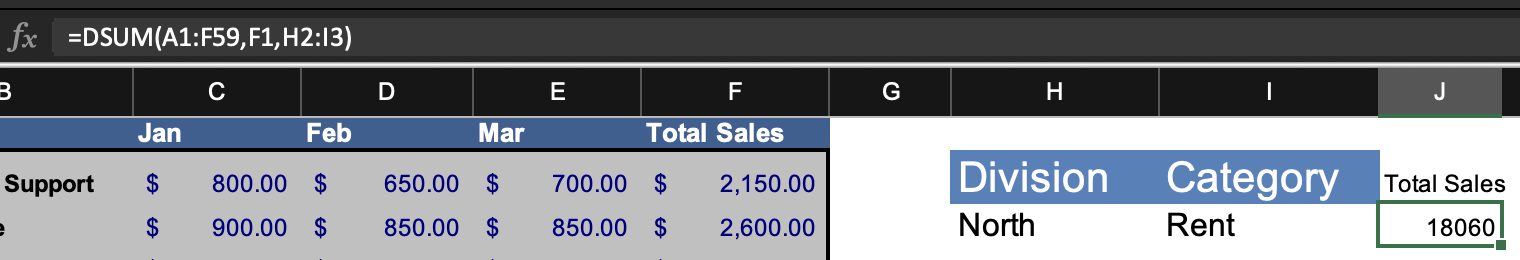 fx =DSUM(A1:F59,F1,H2:I3)
B C D E F G H I J
Jan Feb Mar Total Sales
Division Category Total Sales
Support $ 800.00 $ 650.00 $ 700.00 $ 2,150.00
e $ 900.00 $ 850.00 $ 850.00 $ 2,600.00 North Rent 18060